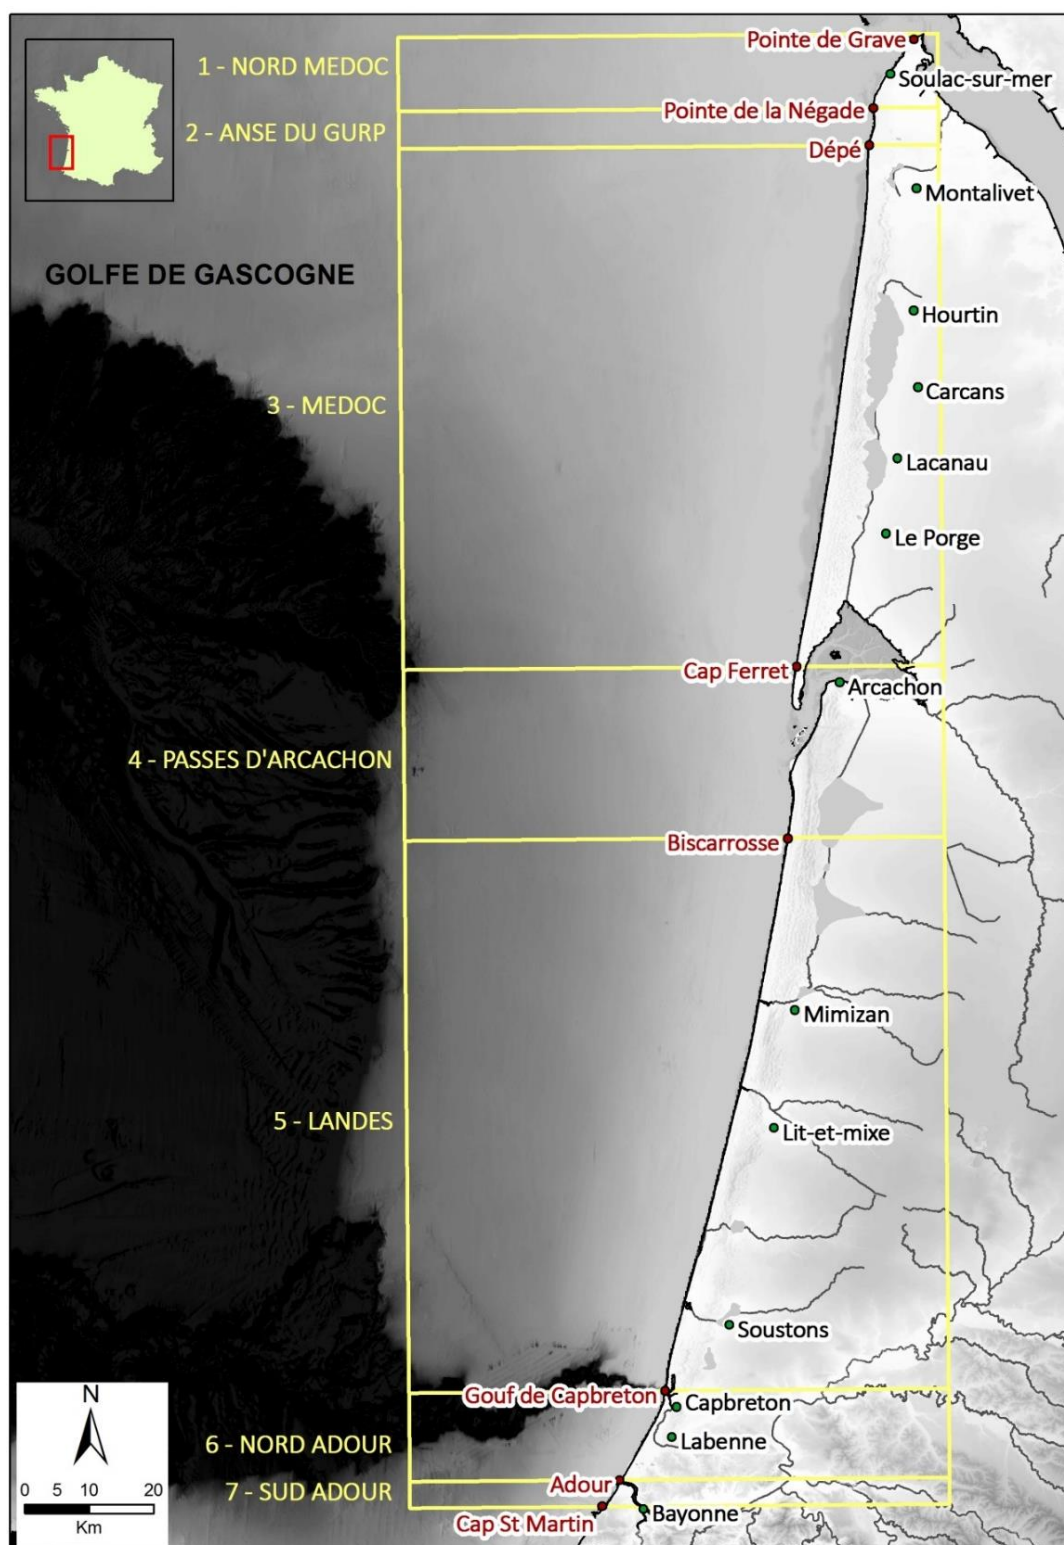 Pointe de Grave
1 - NORD MEDOC
Soulac-sur-mer
Pointe de la Négade
2 - ANSE DU GURP
Dépé
Montalivet
GOLFE DE GASCOGNE
Hourtin
Carcans
3 - MEDOC
Lacanau
Le Porge
Cap Ferret
Arcachon
4 - PASSES D'ARCACHON
Biscarrosse
Mimizan
5 - LANDES
Lit-et-mixe
Soustons
Gouf de Capbreton
Capbreton
N
Labenne
6 - NORD ADOUR
Adour
7 - SUD ADOUR
0 5 10 20
Km
Cap St Martin
Bayonne